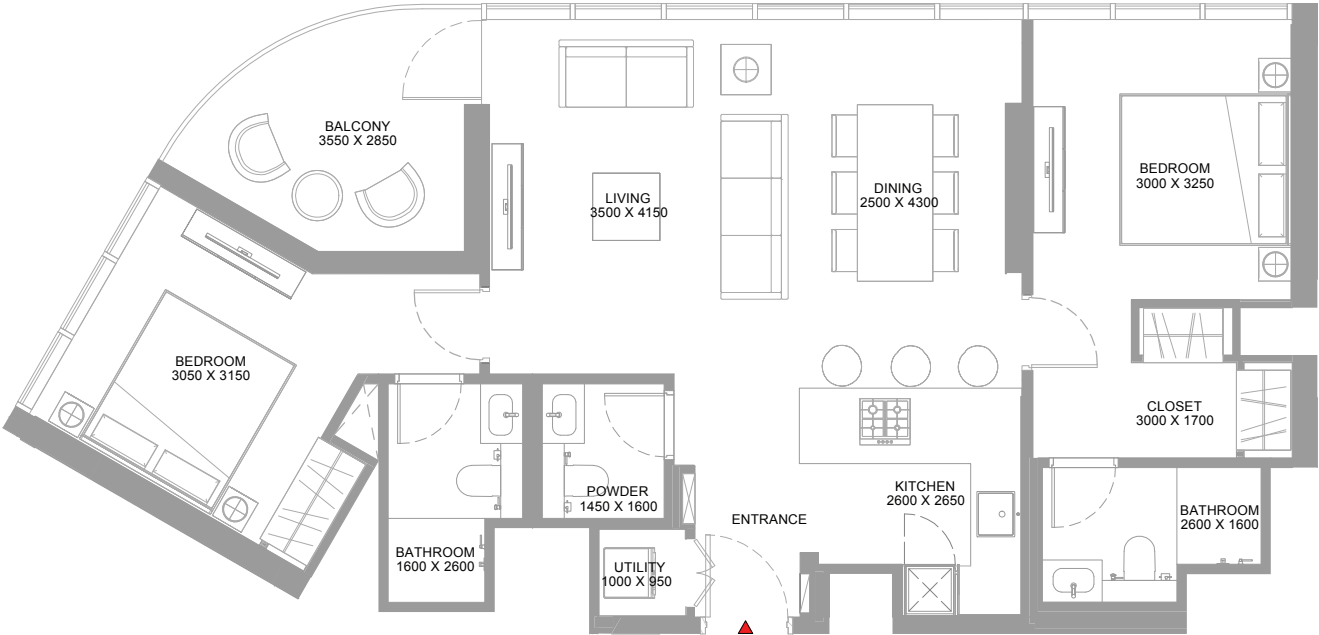 BALCONY
3550 X 2850
LIVING
3500 X 4150
DINING
2500 X 4300
BEDROOM
3000 X 3250
BEDROOM
3050 X 3150
CLOSET
3000 X 1700
KITCHEN
2600 X 2650
POWDER
1450 X 1600
ENTRANCE
BATHROOM
2600 X 1600
BATHROOM
1600 X 2600
UTILITY
1000 X 950